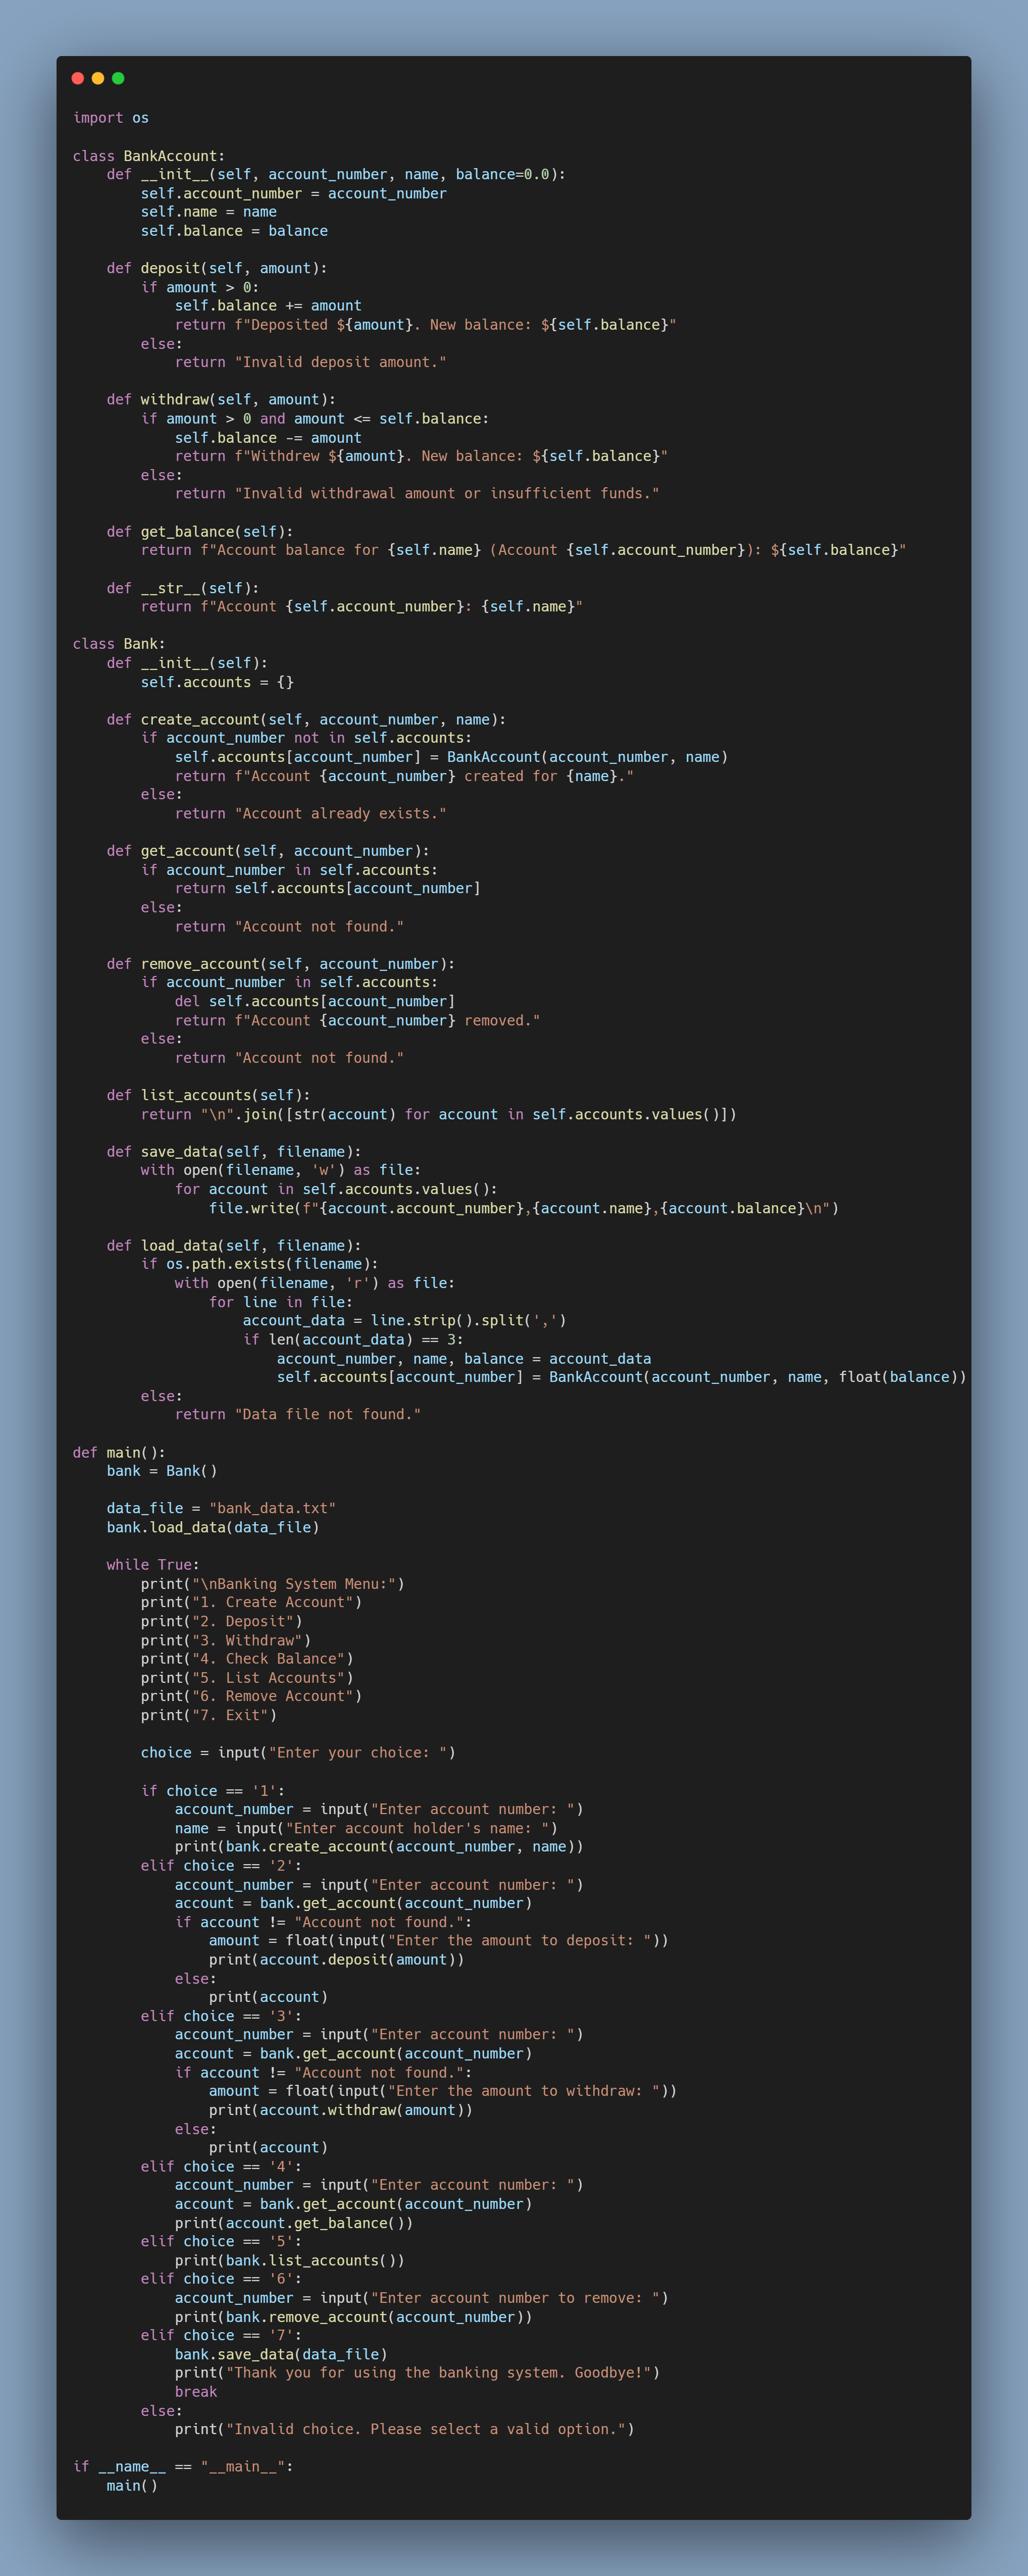 import os

class BankAccount:
    def __init__(self, account_number, name, balance=0.0):
        self.account_number = account_number
        self.name = name
        self.balance = balance

    def deposit(self, amount):
        if amount > 0:
            self.balance += amount
            return f"Deposited ${amount}. New balance: ${self.balance}"
        else:
            return "Invalid deposit amount."

    def withdraw(self, amount):
        if amount > 0 and amount <= self.balance:
            self.balance -= amount
            return f"Withdrew ${amount}. New balance: ${self.balance}"
        else:
            return "Invalid withdrawal amount or insufficient funds."

    def get_balance(self):
        return f"Account balance for {self.name} (Account {self.account_number}): ${self.balance}"

    def __str__(self):
        return f"Account {self.account_number}: {self.name}"

class Bank:
    def __init__(self):
        self.accounts = {}

    def create_account(self, account_number, name):
        if account_number not in self.accounts:
            self.accounts[account_number] = BankAccount(account_number, name)
            return f"Account {account_number} created for {name}."
        else:
            return "Account already exists."

    def get_account(self, account_number):
        if account_number in self.accounts:
            return self.accounts[account_number]
        else:
            return "Account not found."

    def remove_account(self, account_number):
        if account_number in self.accounts:
            del self.accounts[account_number]
            return f"Account {account_number} removed."
        else:
            return "Account not found."

    def list_accounts(self):
        return "\n".join([str(account) for account in self.accounts.values()])

    def save_data(self, filename):
        with open(filename, 'w') as file:
            for account in self.accounts.values():
                file.write(f"{account.account_number},{account.name},{account.balance}\n")

    def load_data(self, filename):
        if os.path.exists(filename):
            with open(filename, 'r') as file:
                for line in file:
                    account_data = line.strip().split(',')
                    if len(account_data) == 3:
                        account_number, name, balance = account_data
                        self.accounts[account_number] = BankAccount(account_number, name, float(balance))
        else:
            return "Data file not found."

def main():
    bank = Bank()

    data_file = "bank_data.txt"
    bank.load_data(data_file)

    while True:
        print("\nBanking System Menu:")
        print("1. Create Account")
        print("2. Deposit")
        print("3. Withdraw")
        print("4. Check Balance")
        print("5. List Accounts")
        print("6. Remove Account")
        print("7. Exit")

        choice = input("Enter your choice: ")

        if choice == '1':
            account_number = input("Enter account number: ")
            name = input("Enter account holder's name: ")
            print(bank.create_account(account_number, name))
        elif choice == '2':
            account_number = input("Enter account number: ")
            account = bank.get_account(account_number)
            if account != "Account not found.":
                amount = float(input("Enter the amount to deposit: "))
                print(account.deposit(amount))
            else:
                print(account)
        elif choice == '3':
            account_number = input("Enter account number: ")
            account = bank.get_account(account_number)
            if account != "Account not found.":
                amount = float(input("Enter the amount to withdraw: "))
                print(account.withdraw(amount))
            else:
                print(account)
        elif choice == '4':
            account_number = input("Enter account number: ")
            account = bank.get_account(account_number)
            print(account.get_balance())
        elif choice == '5':
            print(bank.list_accounts())
        elif choice == '6':
            account_number = input("Enter account number to remove: ")
            print(bank.remove_account(account_number))
        elif choice == '7':
            bank.save_data(data_file)
            print("Thank you for using the banking system. Goodbye!")
            break
        else:
            print("Invalid choice. Please select a valid option.")

if __name__ == "__main__":
    main()